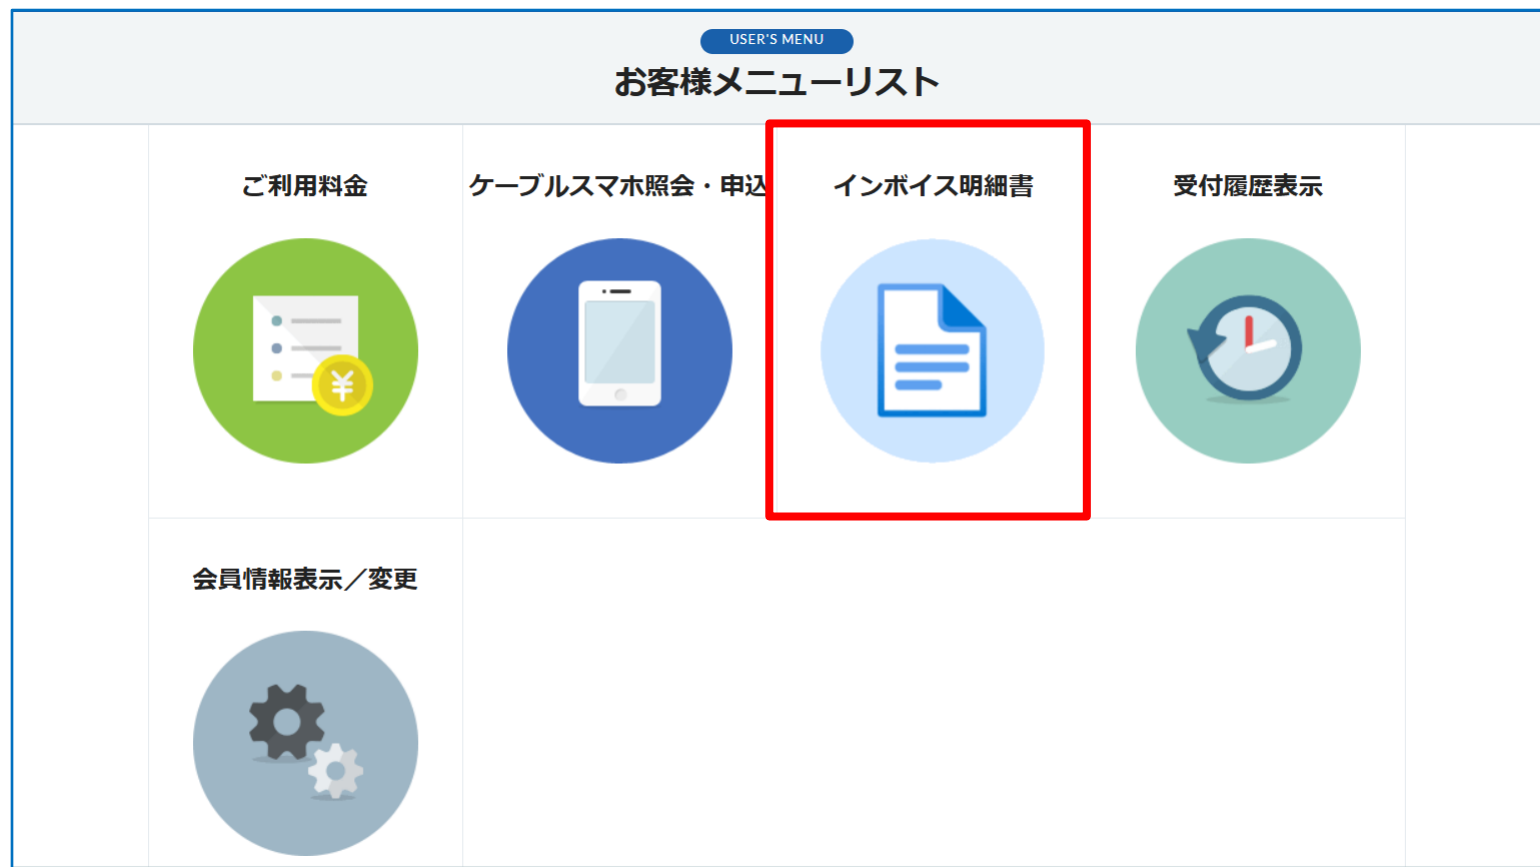 USER'S MENU
お客様メニューリスト
ご利用料金
ケーブルスマホ照会・申込
インボイス明細書
受付履歴表示
¥
会員情報表示／変更